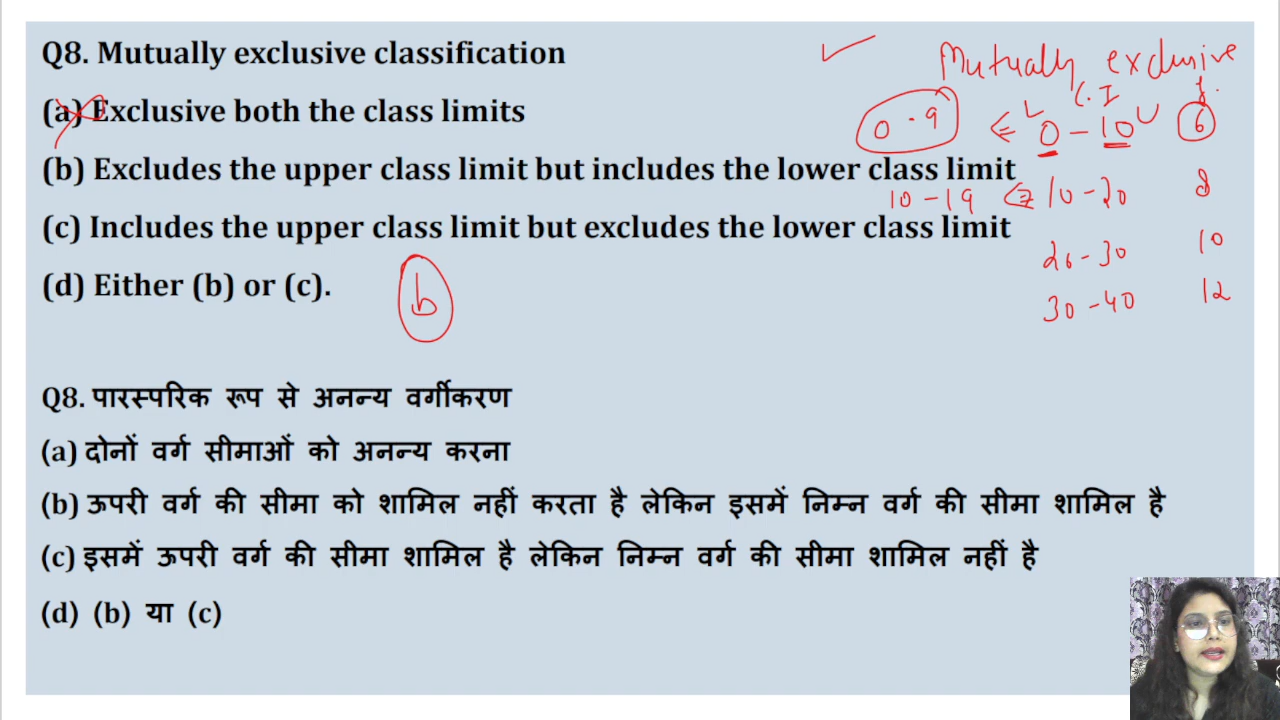 Q8. Mutually exclusive classification
(a) Exclusive both the class limits
(b) Excludes the upper class limit but includes the lower class limit
(c) Includes the upper class limit but excludes the lower class limit
(d) Either (b) or (c).
b
Mutually exclusive
C.I f.
0 - 9 L 0 - 10 U 6
10 - 19 10 - 20 8
20 - 30 10
30 - 40 12
Q8. पारस्परिक रूप से अनन्य वर्गीकरण
(a) दोनों वर्ग सीमाओं को अनन्य करना
(b) ऊपरी वर्ग की सीमा को शामिल नहीं करता है लेकिन इसमें निम्न वर्ग की सीमा शामिल है
(c) इसमें ऊपरी वर्ग की सीमा शामिल है लेकिन निम्न वर्ग की सीमा शामिल नहीं है
(d) (b) या (c)